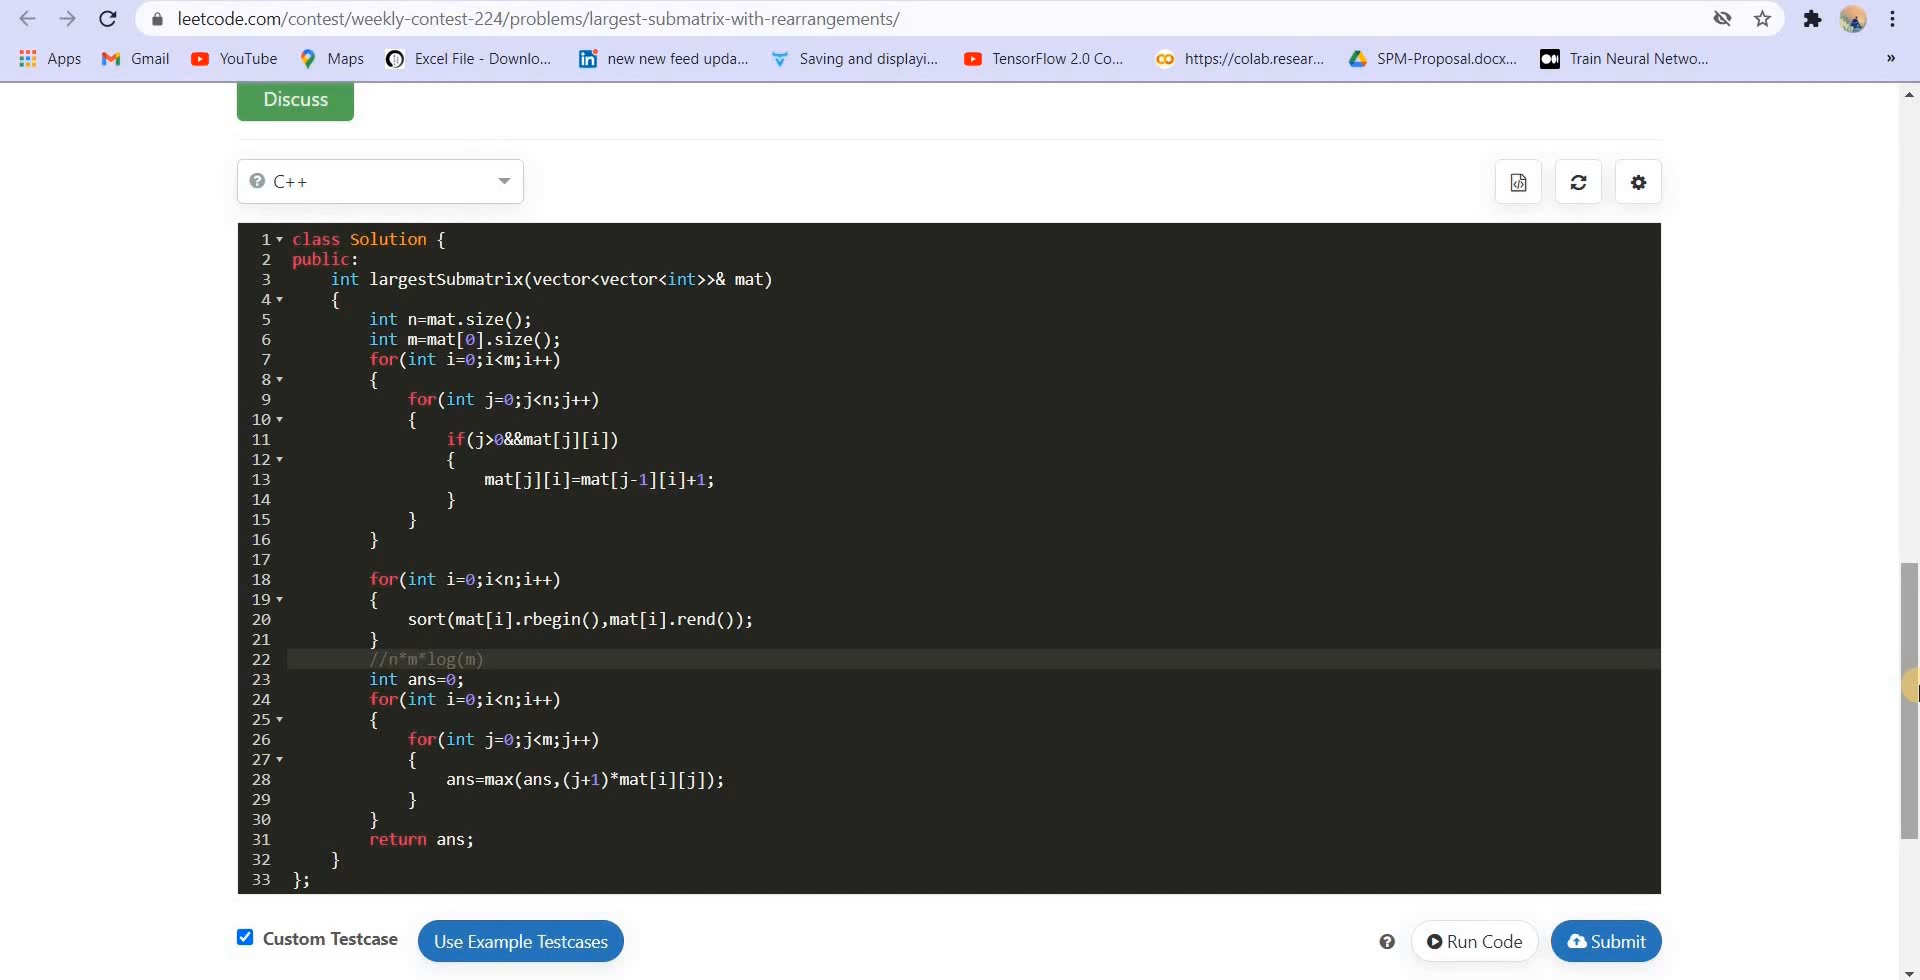 leetcode.com/contest/weekly-contest-224/problems/largest-submatrix-with-rearrangements/
Apps Gmail YouTube Maps Excel File - Downlo... new new feed upda... Saving and displayi... TensorFlow 2.0 Co... https://colab.resear... SPM-Proposal.docx... Train Neural Netwo... »
Discuss
C++
1 class Solution {
2 public:
3     int largestSubmatrix(vector<vector<int>>& mat)
4     {
5         int n=mat.size();
6         int m=mat[0].size();
7         for(int i=0;i<m;i++)
8         {
9             for(int j=0;j<n;j++)
10             {
11                 if(j>0&&mat[j][i])
12                 {
13                     mat[j][i]=mat[j-1][i]+1;
14                 }
15             }
16         }
17
18         for(int i=0;i<n;i++)
19         {
20             sort(mat[i].rbegin(),mat[i].rend());
21         }
22         //n*m*log(m)
23         int ans=0;
24         for(int i=0;i<n;i++)
25         {
26             for(int j=0;j<m;j++)
27             {
28                 ans=max(ans,(j+1)*mat[i][j]);
29             }
30         }
31         return ans;
32     }
33 };
Custom Testcase Use Example Testcases Run Code Submit